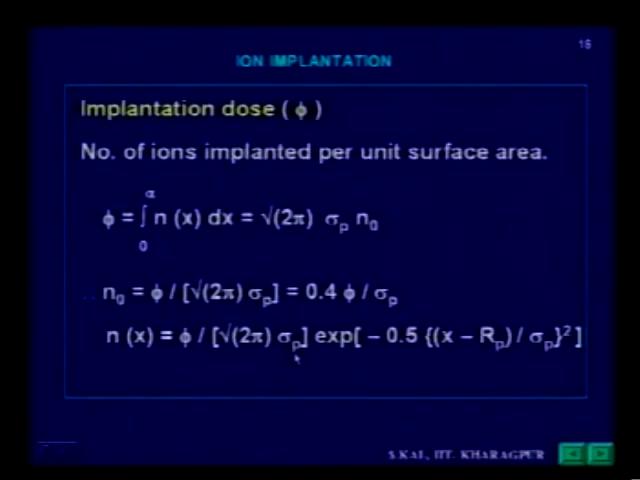 16
ION IMPLANTATION
Implantation dose ( ϕ )
No. of ions implanted per unit surface area.
α
ϕ = ∫ n (x) dx = √(2π) σp n0
0
∴ n0 = ϕ / [√(2π) σp] = 0.4 ϕ / σp
n (x) = ϕ / [√(2π) σp] exp[ – 0.5 {(x – Rp) / σp}² ]
S.KAL, IIT. KHARAGPUR